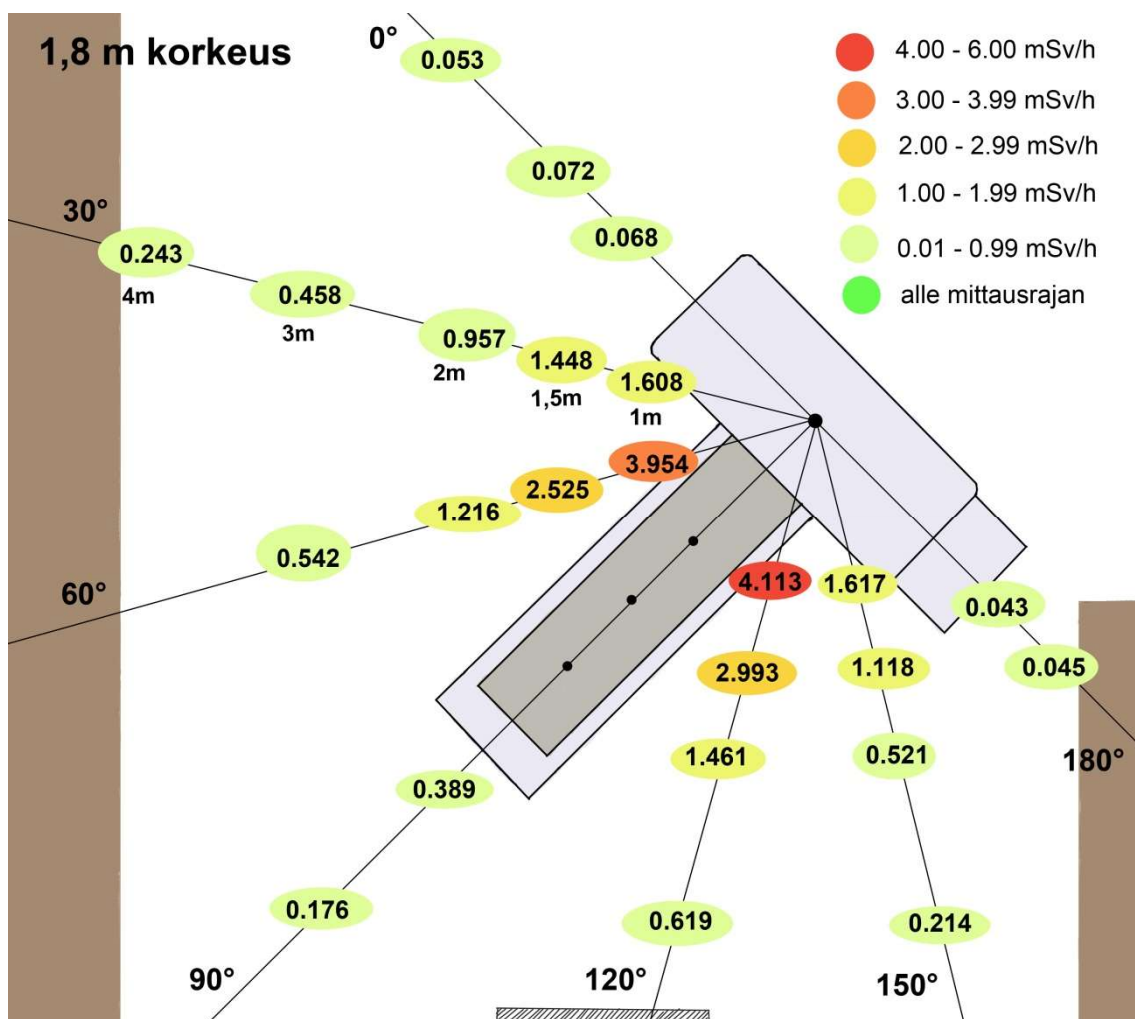 1,8 m korkeus
0°
0.053
4.00 - 6.00 mSv/h
3.00 - 3.99 mSv/h
2.00 - 2.99 mSv/h
1.00 - 1.99 mSv/h
0.01 - 0.99 mSv/h
alle mittausrajan
0.072
0.068
30°
0.243
4m
0.458
3m
0.957
2m
1.448
1,5m
1.608
1m
3.954
2.525
1.216
0.542
60°
4.113
1.617
0.043
0.045
2.993
1.118
1.461
0.521
180°
0.389
0.176
0.619
0.214
90°
120°
150°